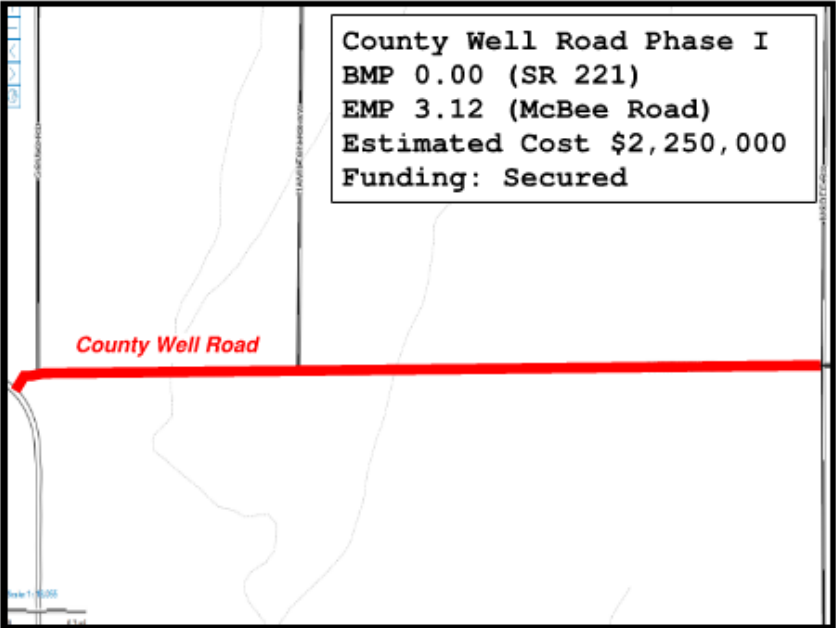 County Well Road Phase I
BMP 0.00 (SR 221)
EMP 3.12 (McBee Road)
Estimated Cost $2,250,000
Funding: Secured
County Well Road